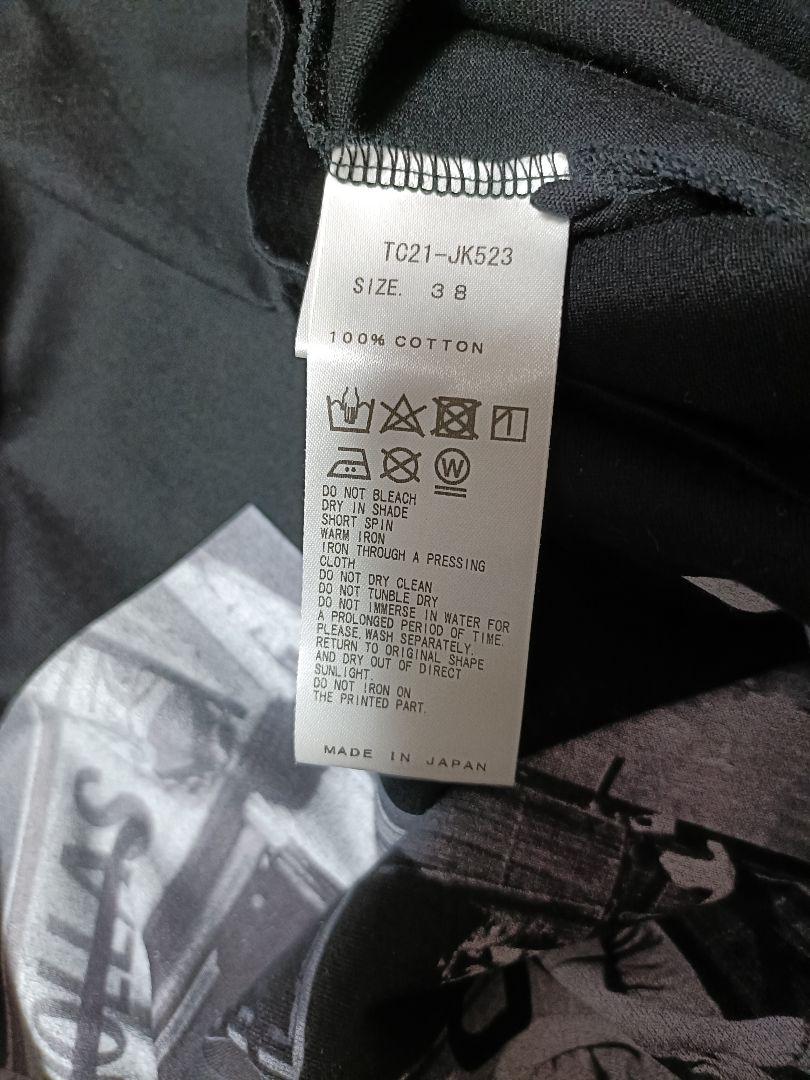 TC21-JK523
SIZE. 38
100% COTTON
W
DO NOT BLEACH
DRY IN SHADE
SHORT SPIN
WARM IRON
IRON THROUGH A PRESSING
CLOTH
DO NOT DRY CLEAN
DO NOT TUNBLE DRY
DO NOT IMMERSE IN WATER FOR
A PROLONGED PERIOD OF TIME.
PLEASE WASH SEPARATELY.
RETURN TO ORIGINAL SHAPE
AND DRY OUT OF DIRECT
SUNLIGHT.
DO NOT IRON ON
THE PRINTED PART.
MADE IN JAPAN